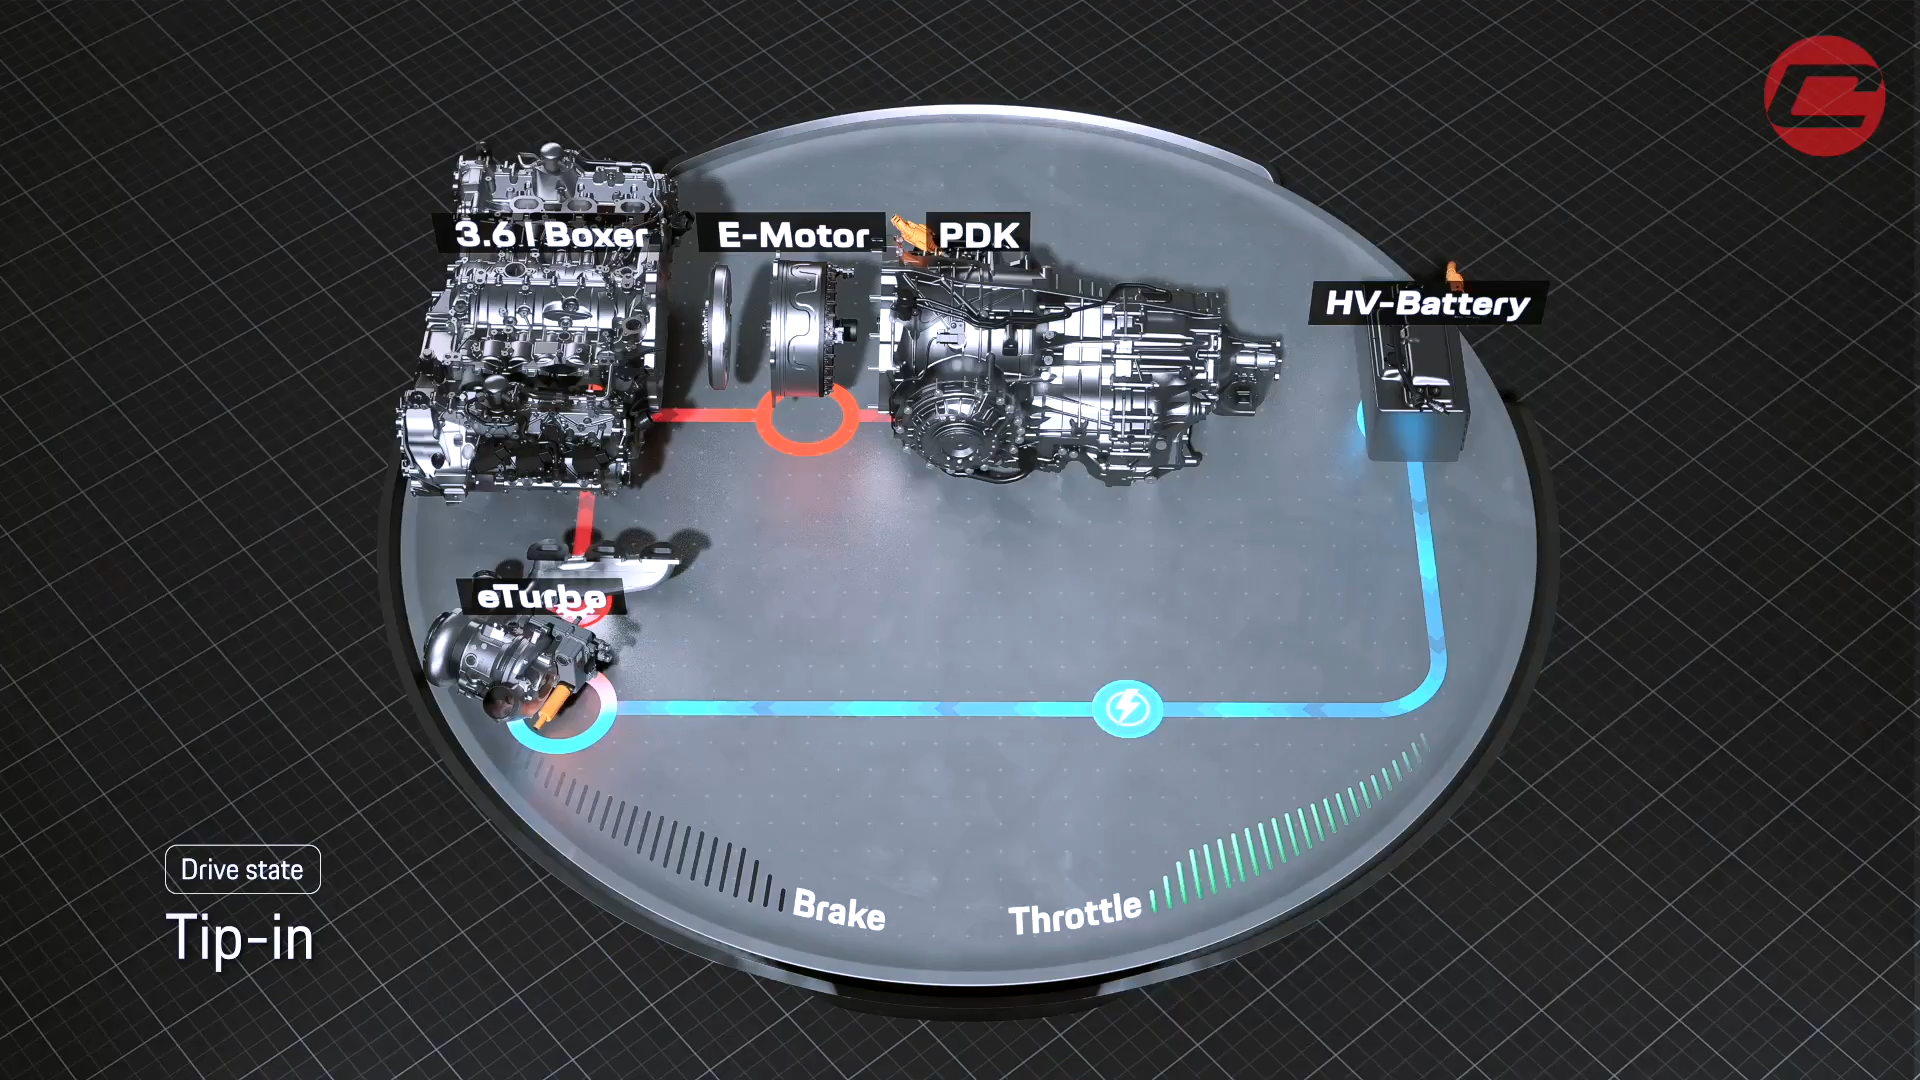 3.6 l Boxer
E-Motor
PDK
HV-Battery
eTurbo
Brake
Throttle
Drive state
Tip-in